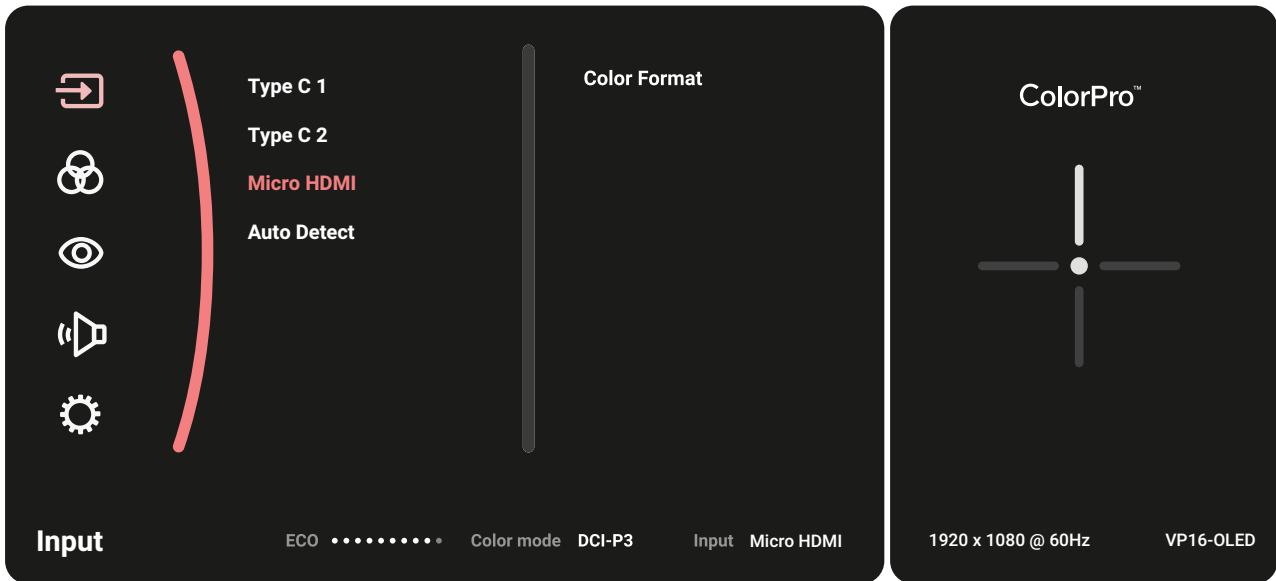 Type C 1
Type C 2
Micro HDMI
Auto Detect
Color Format
Input
ECO
Color mode DCI-P3
Input Micro HDMI
ColorPro™
1920 x 1080 @ 60Hz
VP16-OLED